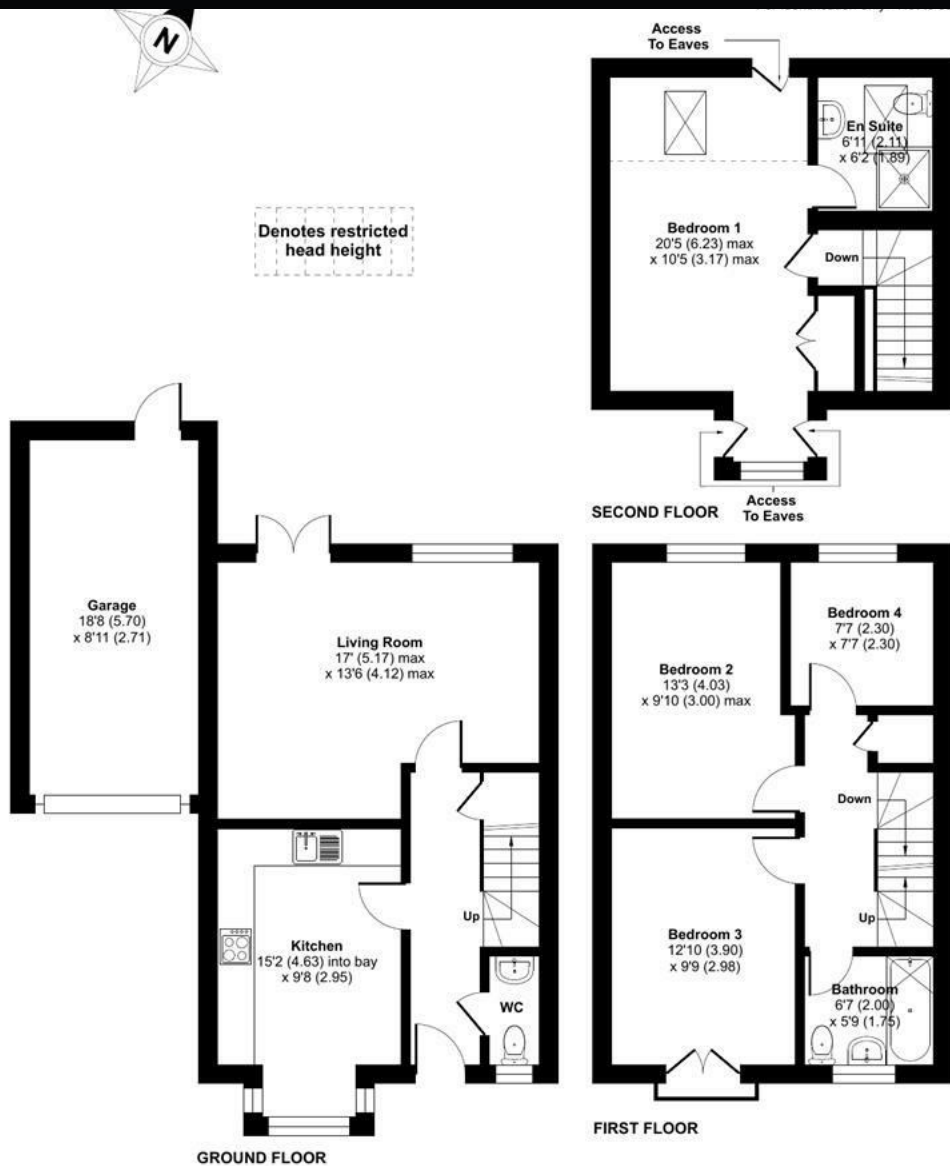 N
Access
To Eaves
En Suite
6'11 (2.11)
x 6'2 (1.89)
Bedroom 1
20'5 (6.23) max
x 10'5 (3.17) max
Down
Denotes restricted
head height
Access
To Eaves
SECOND FLOOR
Garage
18'8 (5.70)
x 8'11 (2.71)
Living Room
17' (5.17) max
x 13'6 (4.12) max
Up
Kitchen
15'2 (4.63) into bay
x 9'8 (2.95)
WC
GROUND FLOOR
Bedroom 4
7'7 (2.30)
x 7'7 (2.30)
Bedroom 2
13'3 (4.03)
x 9'10 (3.00) max
Down
Up
Bedroom 3
12'10 (3.90)
x 9'9 (2.98)
Bathroom
6'7 (2.00)
x 5'9 (1.75)
FIRST FLOOR